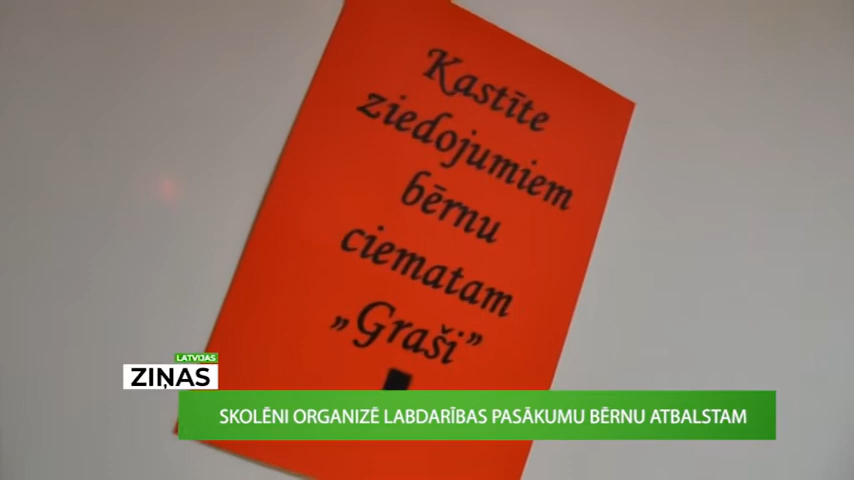 Kastīte
ziedojumiem
bērnu
ciematam
„Graši”
LATVIJAS
ZIŅAS
SKOLĒNI ORGANIZĒ LABDARĪBAS PASĀKUMU BĒRNU ATBALSTAM